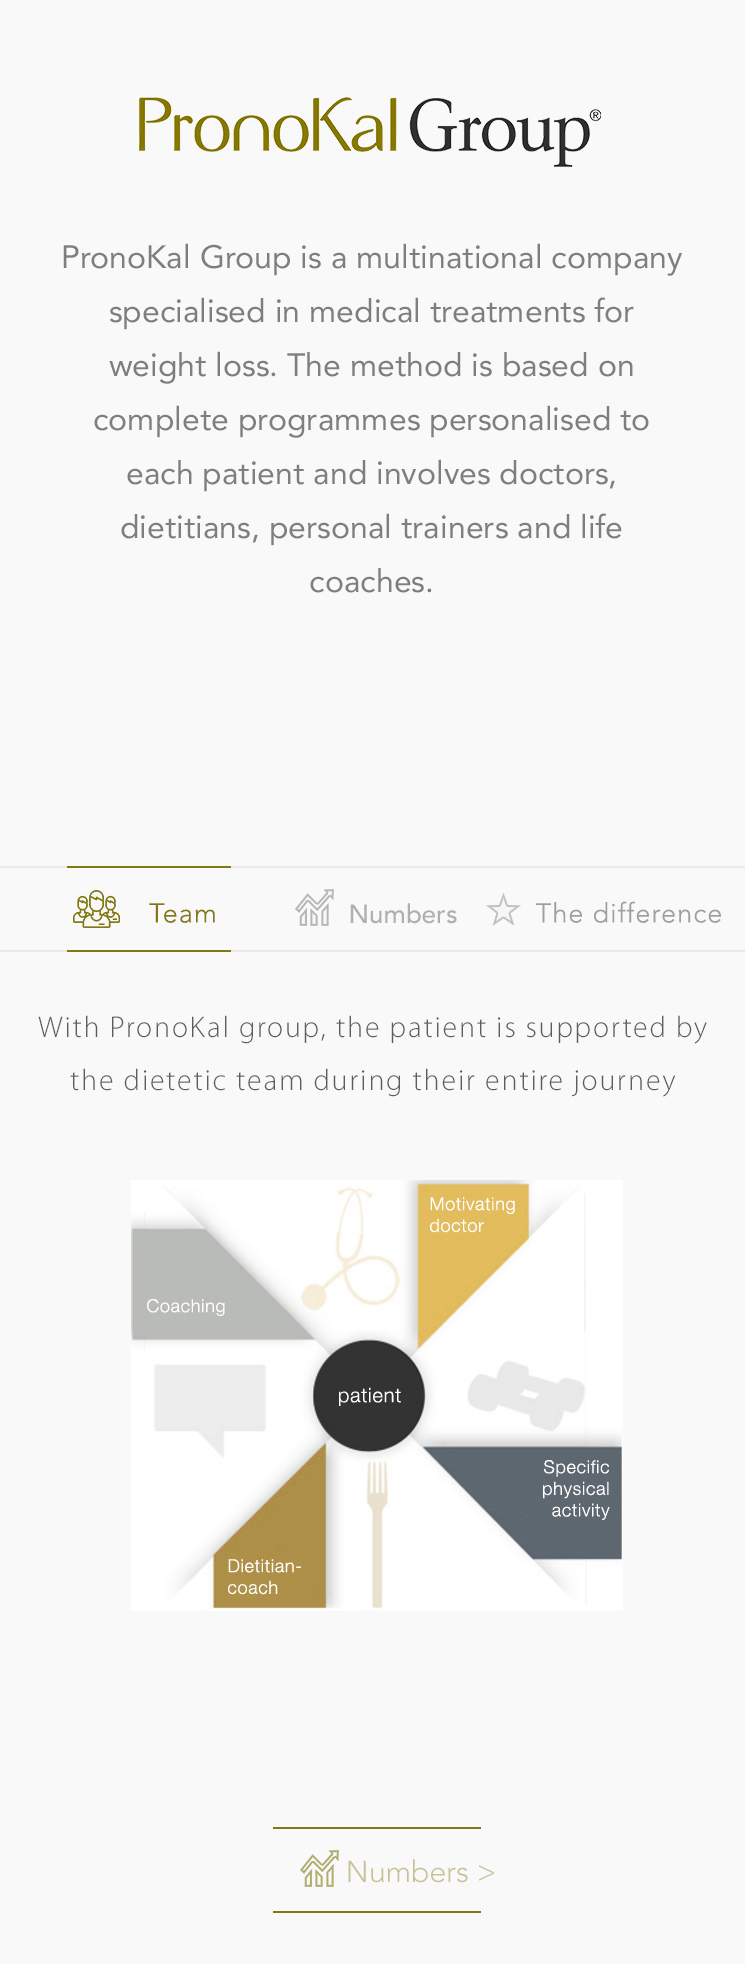 PronoKal Group®
PronoKal Group is a multinational company
specialised in medical treatments for
weight loss. The method is based on
complete programmes personalised to
each patient and involves doctors,
dietitians, personal trainers and life
coaches.
Team
Numbers
The difference
With PronoKal group, the patient is supported by
the dietetic team during their entire journey
Motivating
doctor
Coaching
patient
Specific
physical
activity
Dietitian-
coach
Numbers >